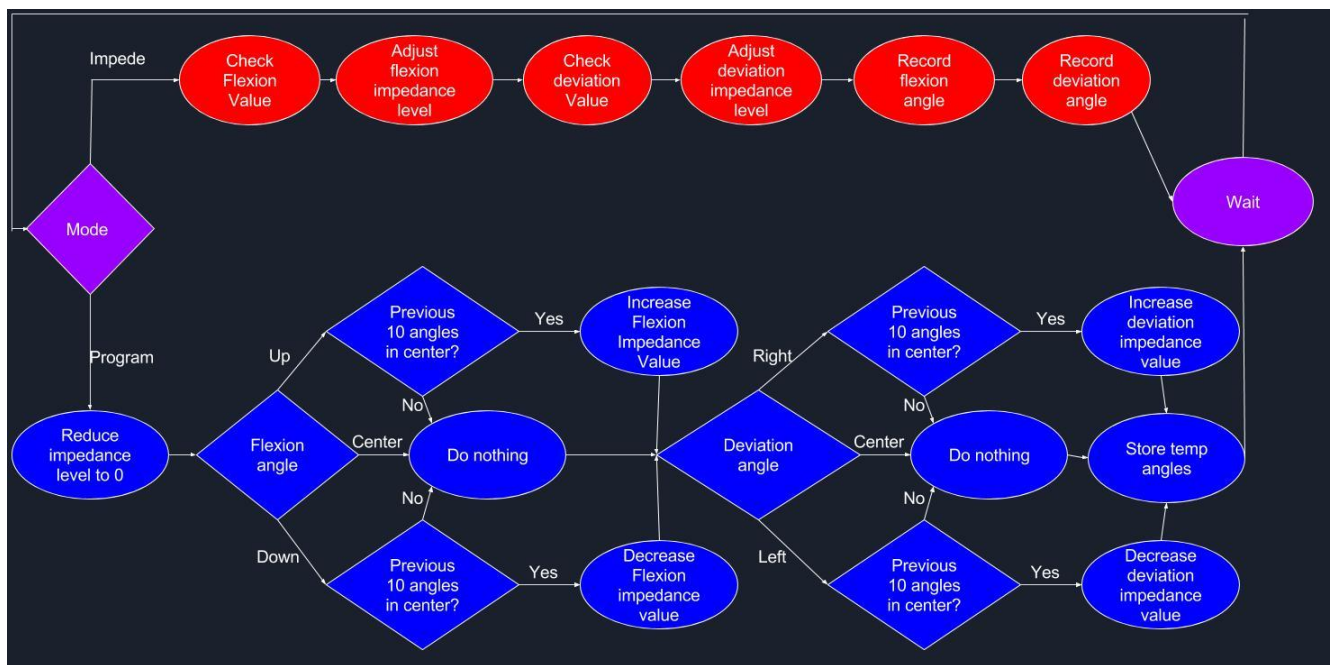 Impede
Check
Flexion
Value
Adjust
flexion
impedance
level
Check
deviation
Value
Adjust
deviation
impedance
level
Record
flexion
angle
Record
deviation
angle
Wait
Mode
Program
Reduce
impedance
level to 0
Flexion
angle
Up
Previous
10 angles
in center?
Yes
Increase
Flexion
Impedance
Value
No
Center
Do nothing
No
Down
Previous
10 angles
in center?
Yes
Decrease
Flexion
impedance
value
Deviation
angle
Right
Previous
10 angles
in center?
Yes
Increase
deviation
impedance
value
No
Center
Do nothing
Store temp
angles
No
Left
Previous
10 angles
in center?
Yes
Decrease
deviation
impedance
value